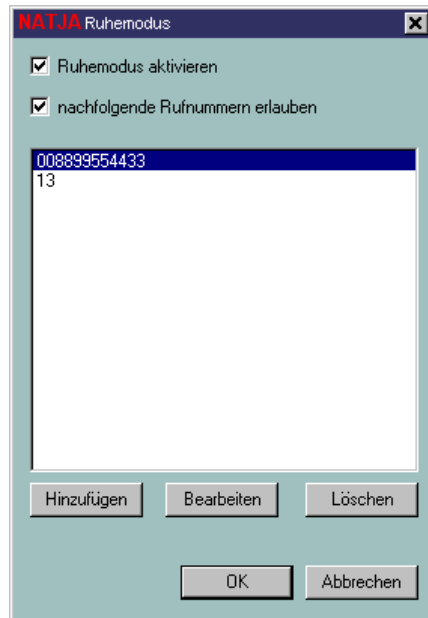 NATJA Ruhemodus
Ruhemodus aktivieren
nachfolgende Rufnummern erlauben
008899554433
13
Hinzufügen Bearbeiten Löschen
OK Abbrechen